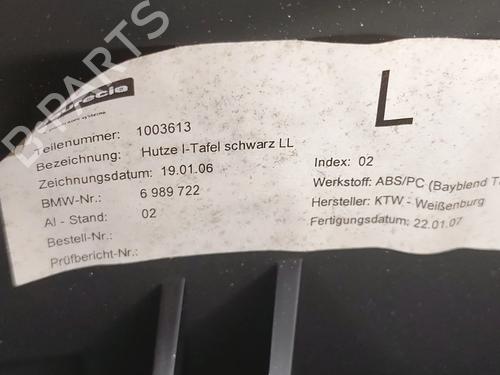 B-PARTS
L
Teilenummer: 1003613
Bezeichnung: Hutze I-Tafel schwarz LL
Zeichnungsdatum: 19.01.06
BMW-Nr.: 6 989 722
AI - Stand: 02
Bestell-Nr.:
Prüfbericht-Nr.:
Index: 02
Werkstoff: ABS/PC (Bayblend
Hersteller: KTW - Weißenburg
Fertigungsdatum: 22.01.07